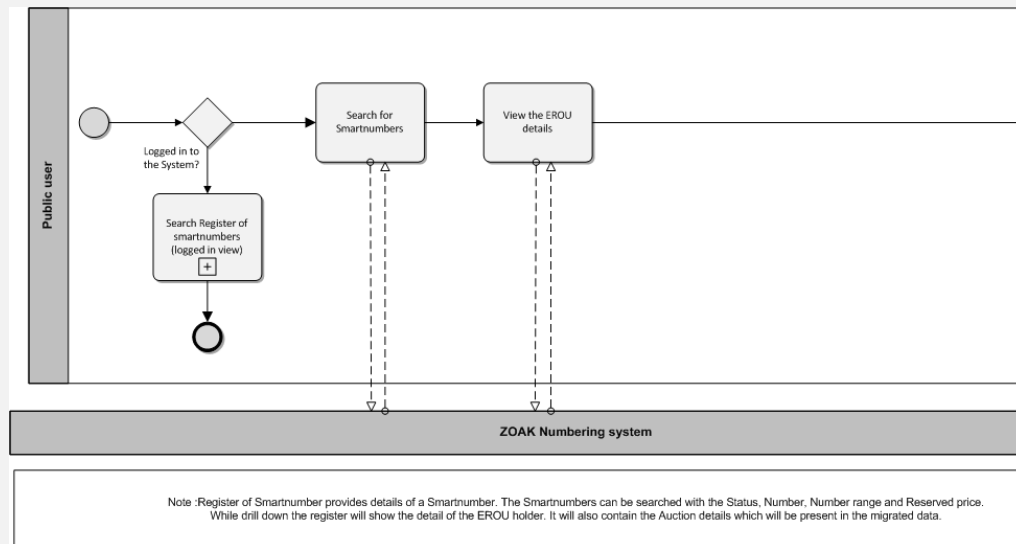 Public user
Logged in to
the System?
Search Register of
smartnumbers
(logged in view)
Search for
Smartnumbers
View the EROU
details
ZOAK Numbering system
Note :Register of Smartnumber provides details of a Smartnumber. The Smartnumbers can be searched with the Status, Number, Number range and Reserved price.
While drill down the register will show the detail of the EROU holder. It will also contain the Auction details which will be present in the migrated data.